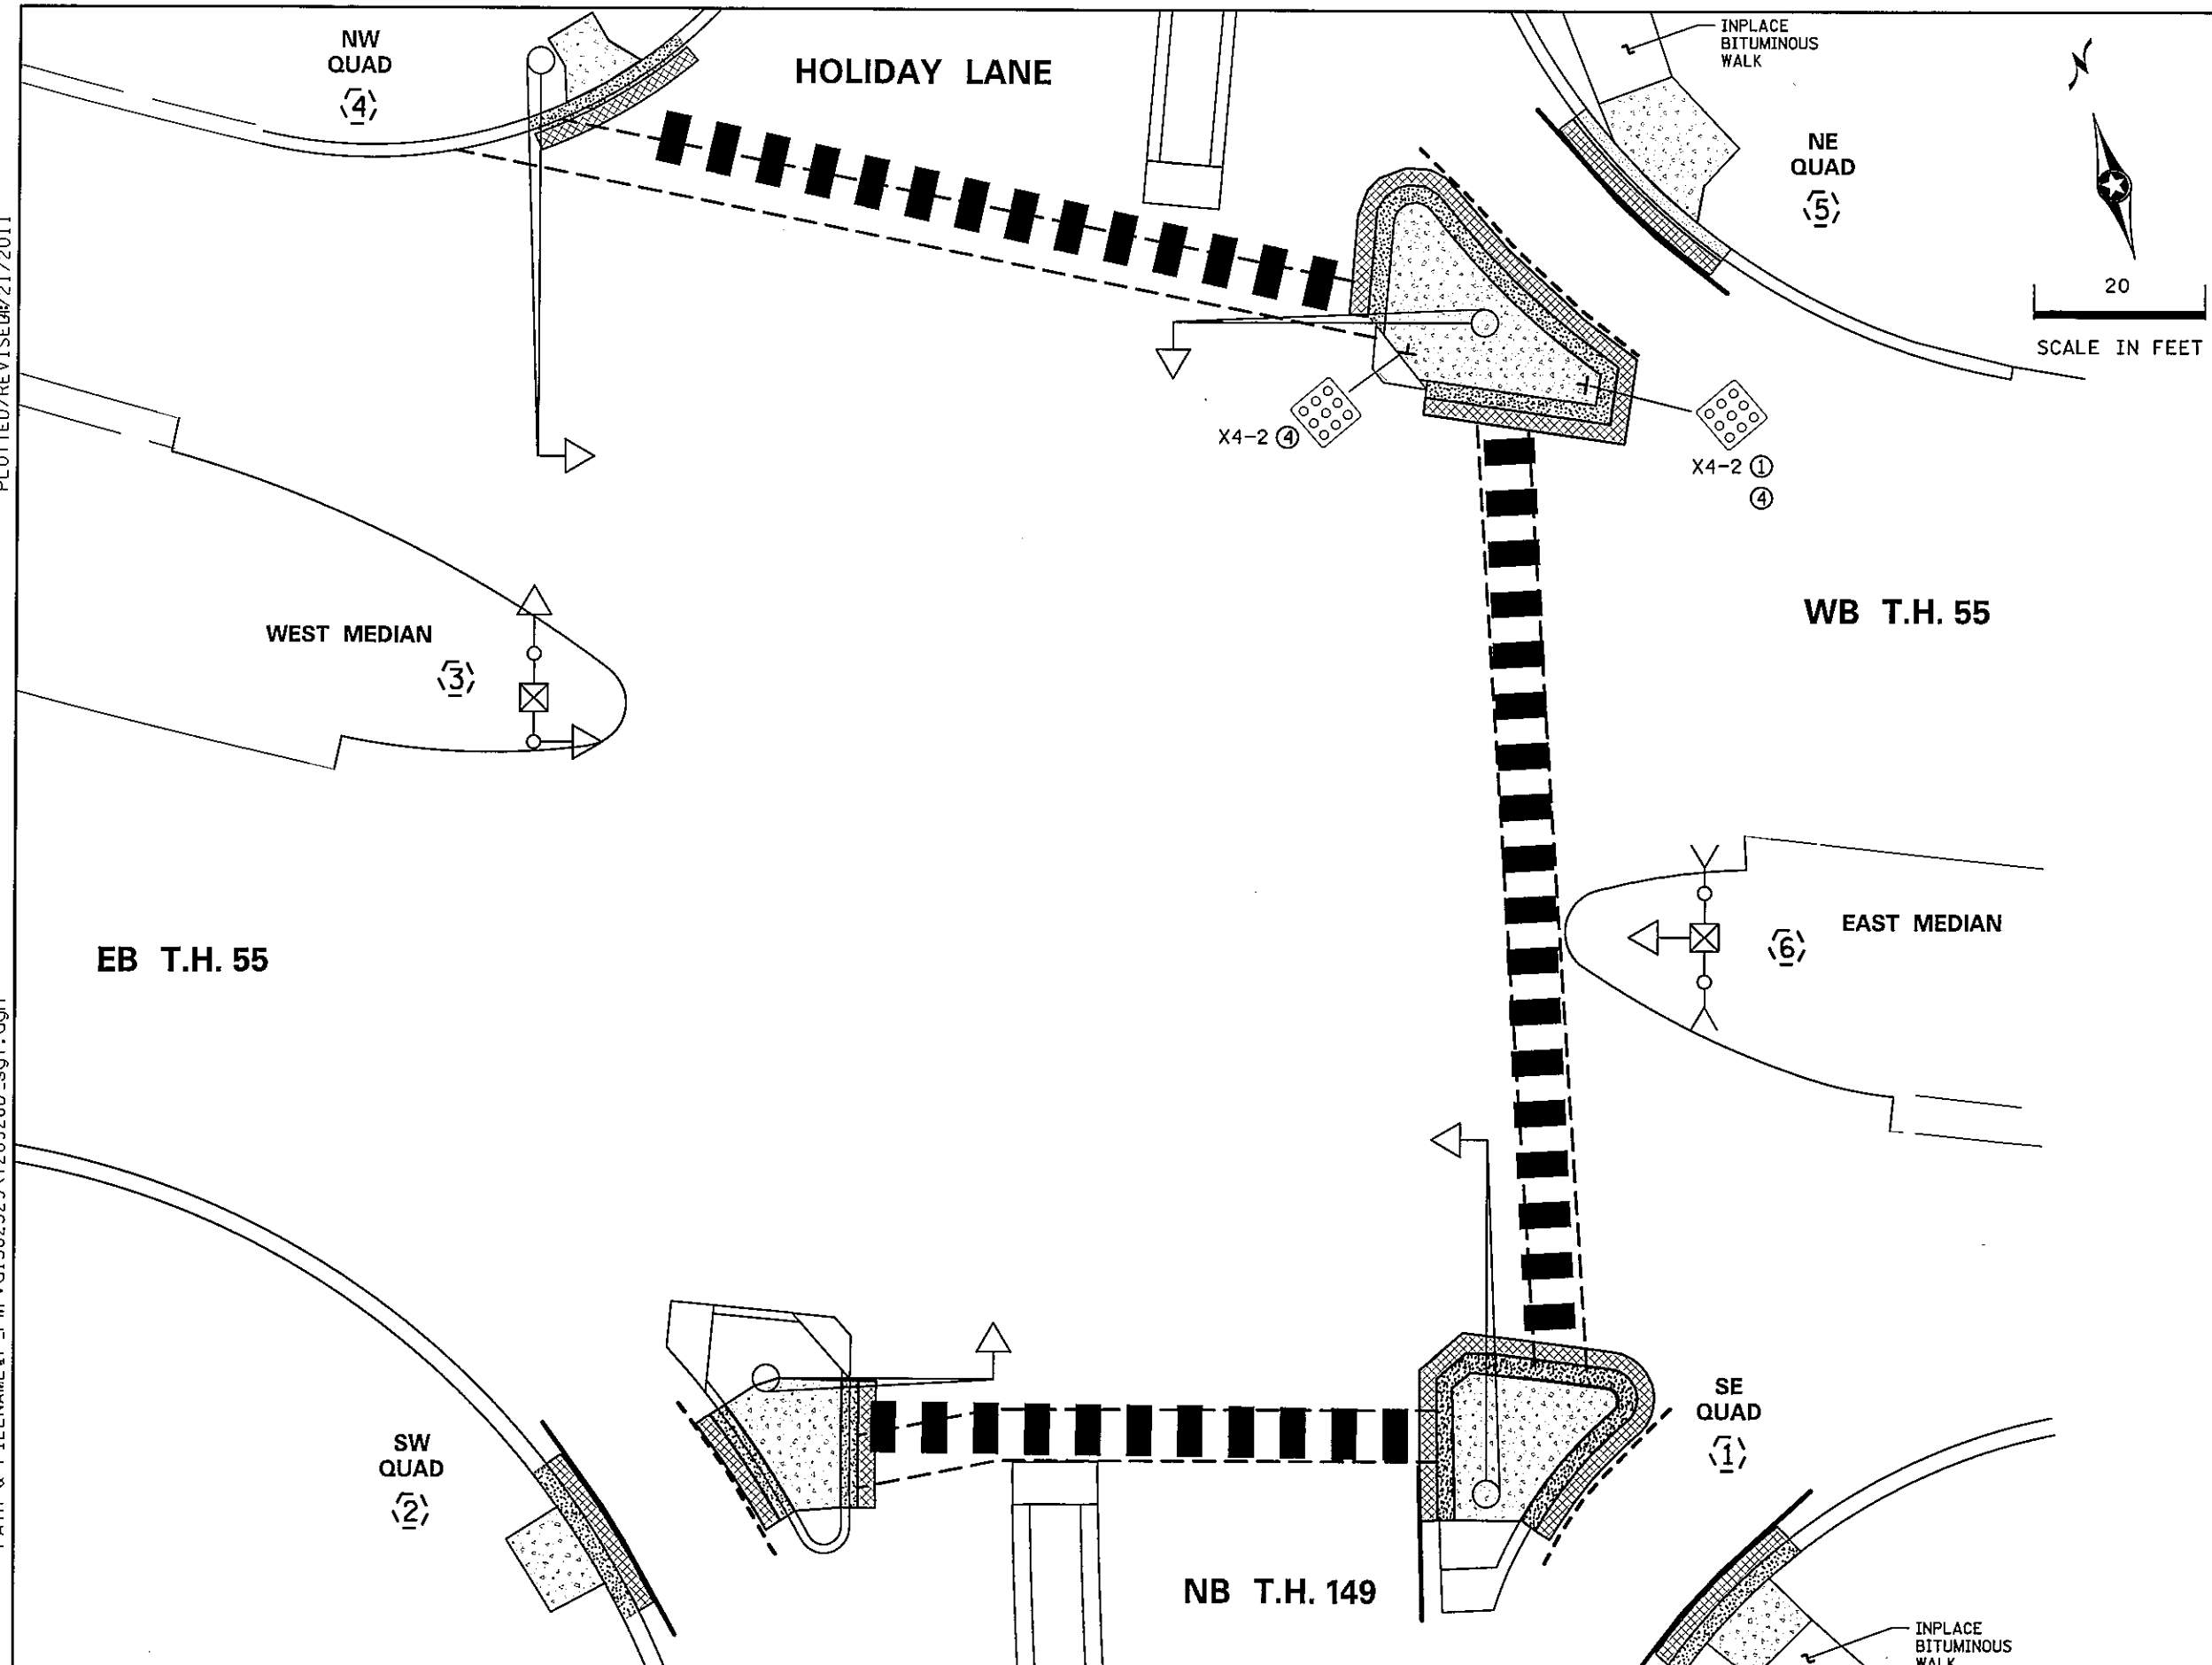 NW
QUAD
4
HOLIDAY LANE
INPLACE
BITUMINOUS
WALK
NE
QUAD
5
N
20
SCALE IN FEET
X4-2 4
X4-2 1
4
WB T.H. 55
WEST MEDIAN
3
EAST MEDIAN
6
EB T.H. 55
SE
QUAD
1
SW
QUAD
2
NB T.H. 149
INPLACE
BITUMINOUS
WALK